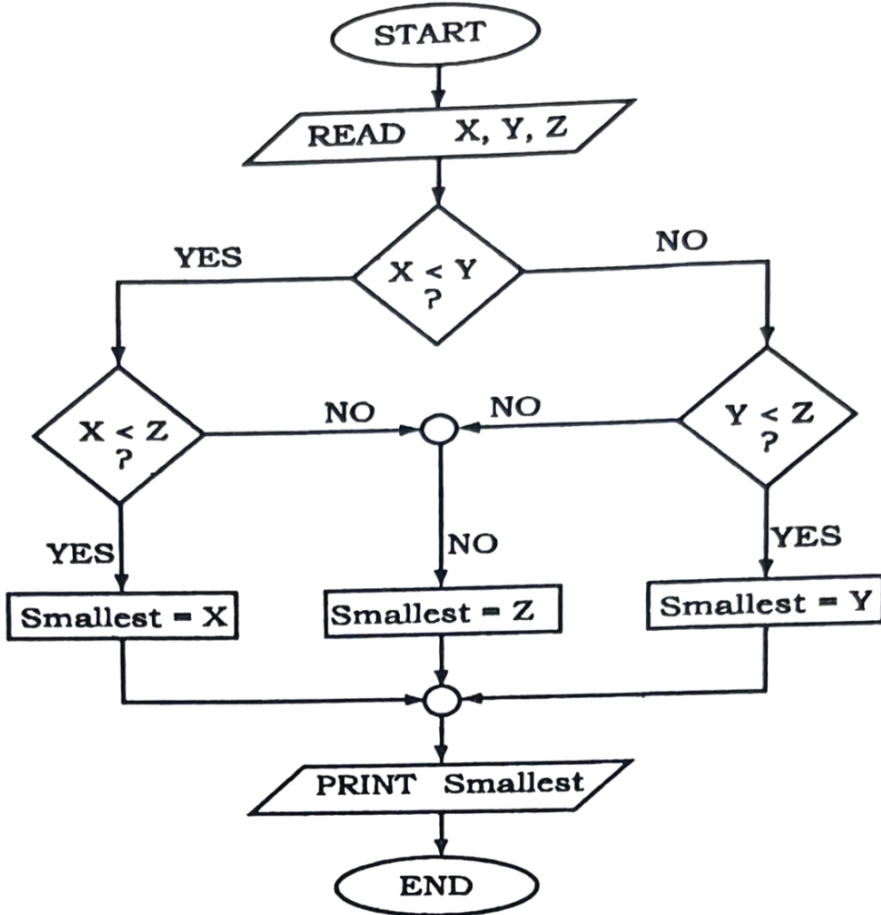 START
READ X, Y, Z
YES
NO
X < Y
?
X < Z
?
NO
NO
Y < Z
?
YES
NO
YES
Smallest = X
Smallest = Z
Smallest = Y
PRINT Smallest
END